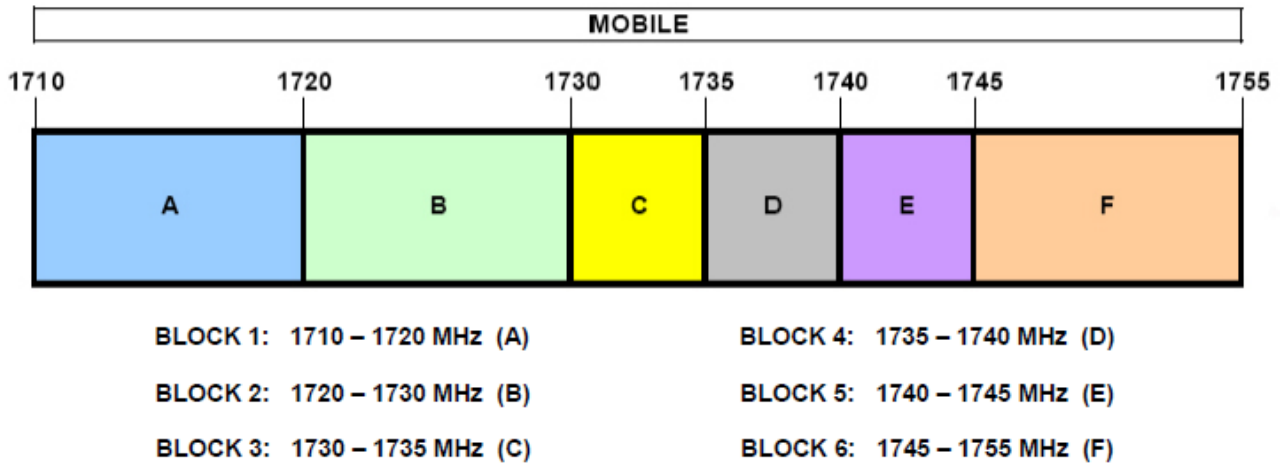 MOBILE
1710 1720 1730 1735 1740 1745 1755
A B C D E F
BLOCK 1: 1710 – 1720 MHz (A) BLOCK 4: 1735 – 1740 MHz (D)
BLOCK 2: 1720 – 1730 MHz (B) BLOCK 5: 1740 – 1745 MHz (E)
BLOCK 3: 1730 – 1735 MHz (C) BLOCK 6: 1745 – 1755 MHz (F)